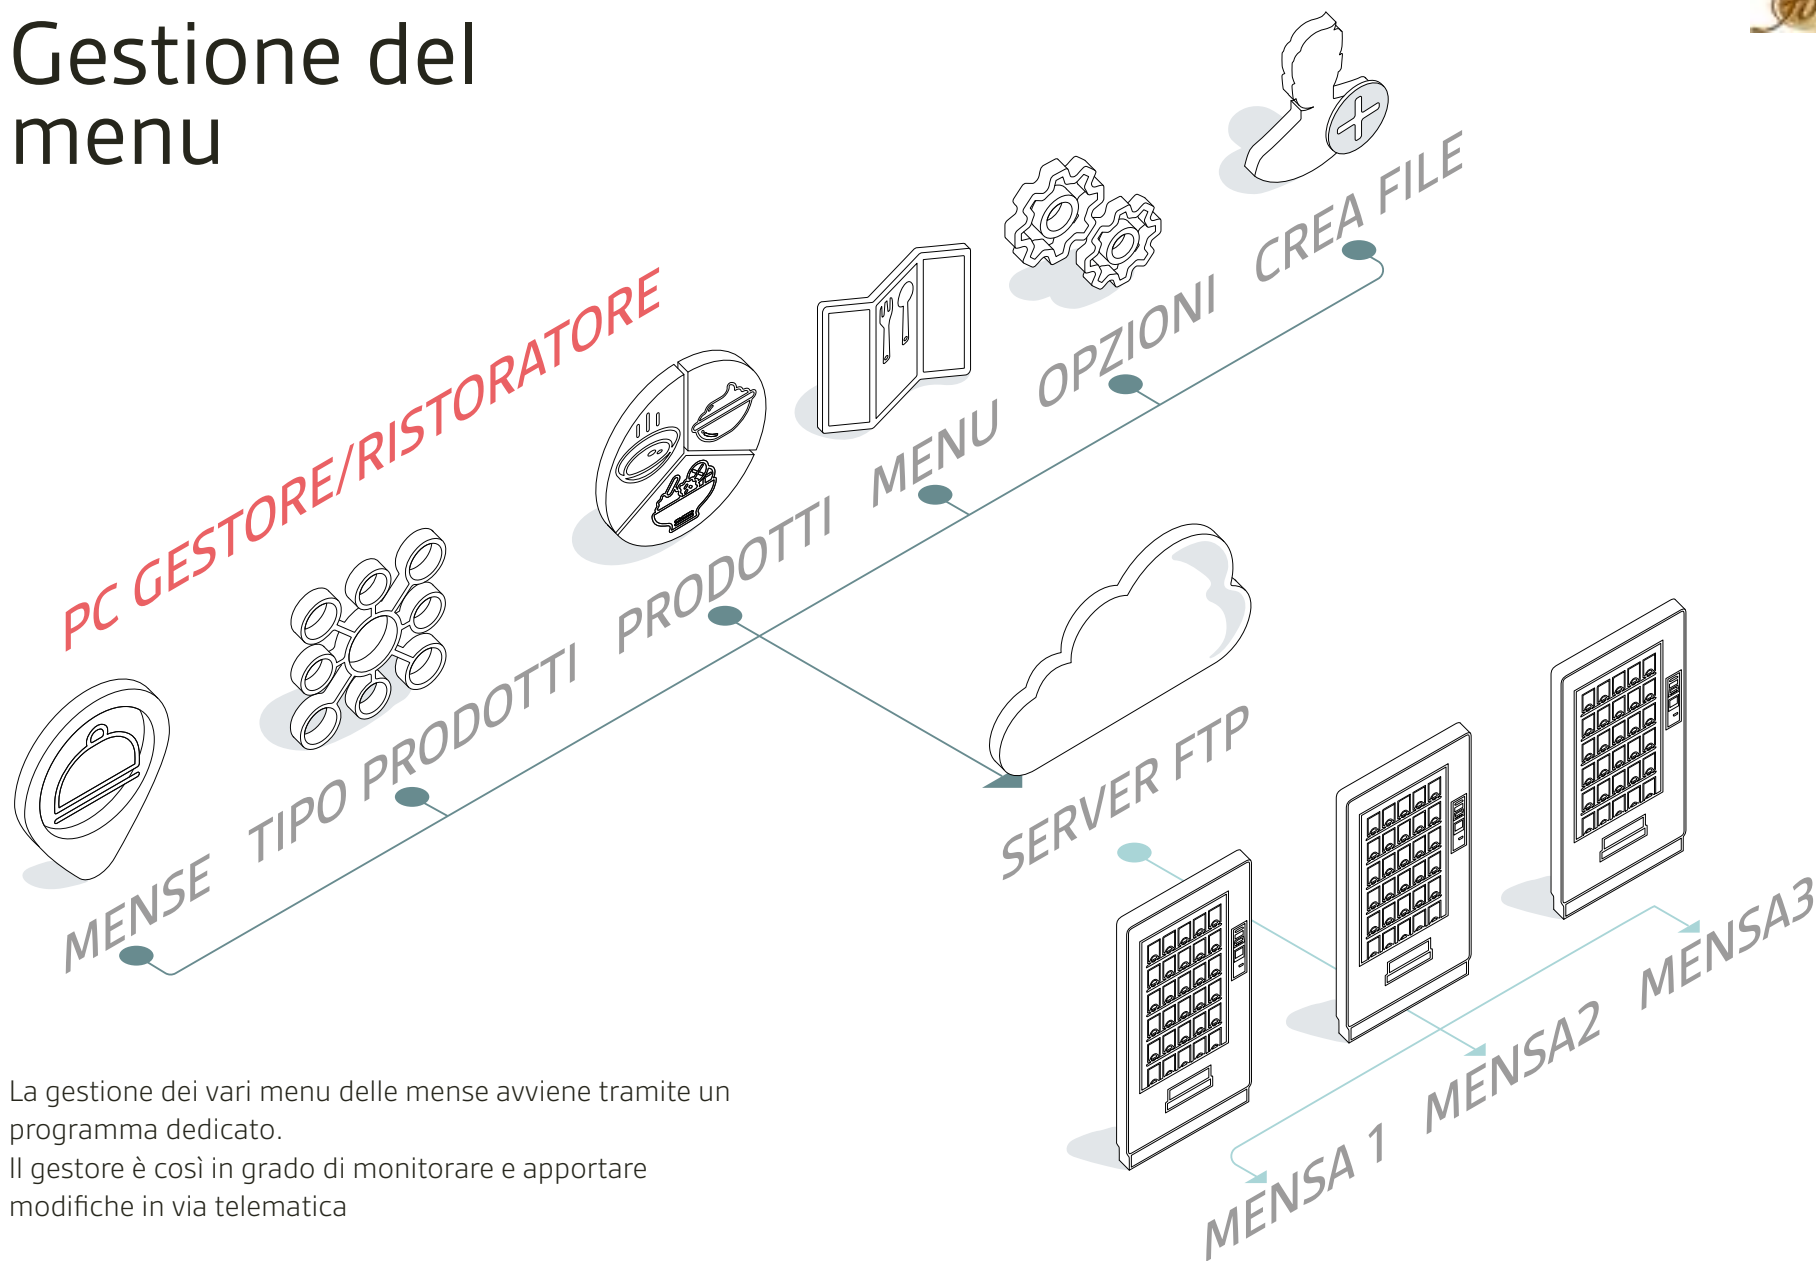 Gestione del
menu
PC GESTORE/RISTORATORE
MENSE
TIPO PRODOTTI
PRODOTTI
MENU
OPZIONI
CREA FILE
SERVER FTP
MENSA 1
MENSA2
MENSA3
La gestione dei vari menu delle mense avviene tramite un
programma dedicato.
Il gestore è così in grado di monitorare e apportare
modifiche in via telematica